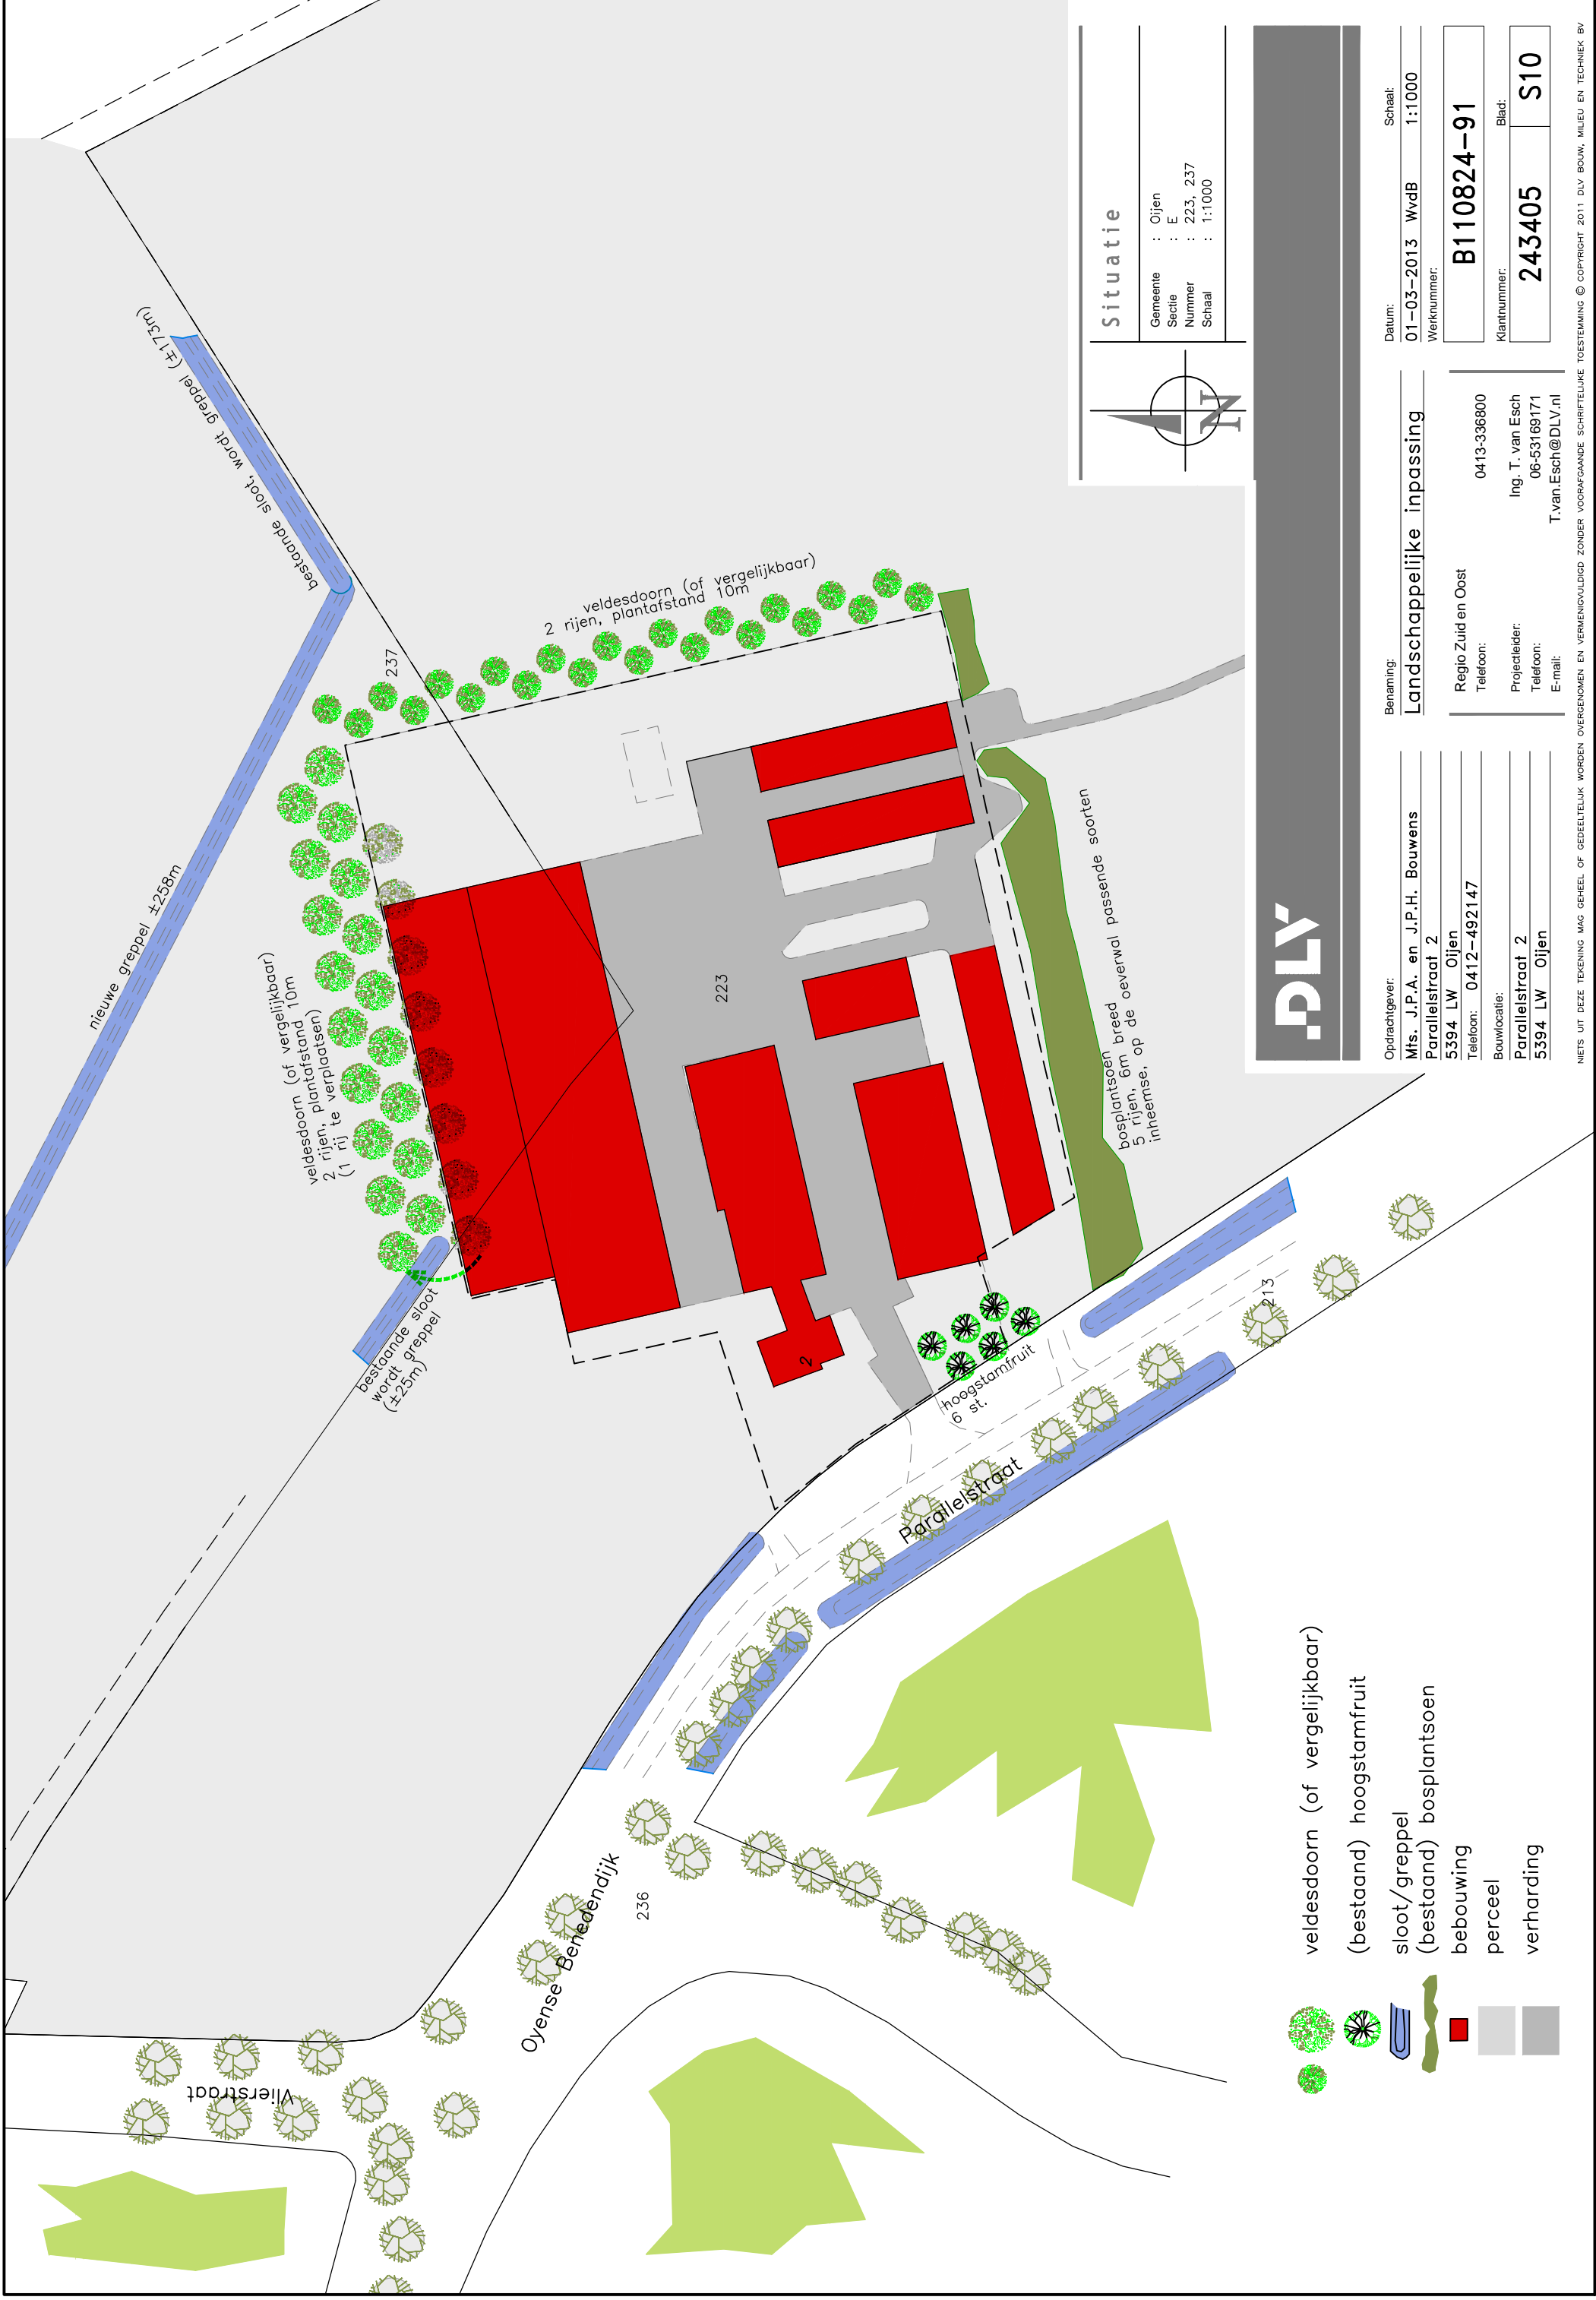 nieuwe greppel ±258m
bestaande sloot, wordt greppel (±173m)
veldesdoorn (of vergelijkbaar)
2 rijen, plantafstand 10m
(1 rij te verplaatsen)
veldesdoorn (of vergelijkbaar)
2 rijen, plantafstand 10m
237
223
bestaande sloot
wordt greppel
(±25m)
2
hoogstamfruit
6 st.
bosplantsoen
5 rijen, 6m breed
inheemse, op de oeverwal passende soorten
213
Parallelstraat
236
Oyense Benedendijk
Vlierstraat
veldesdoorn (of vergelijkbaar)
(bestaand) hoogstamfruit
sloot/greppel
(bestaand) bosplantsoen
bebouwing
perceel
verharding
N
Situatie
Gemeente : Oijen
Sectie : E
Nummer : 223, 237
Schaal : 1:1000
.DLV
Opdrachtgever:
Mts. J.P.A. en J.P.H. Bouwens
Parallelstraat 2
5394 LW Oijen
Telefoon: 0412-492147
Bouwlocatie:
Parallelstraat 2
5394 LW Oijen
Benaming:
Landschappelijke inpassing
Regio Zuid en Oost
Telefoon: 0413-336800
Projectleider: Ing. T. van Esch
Telefoon: 06-53169171
E-mail: T.van.Esch@DLV.nl
Datum: Schaal:
01-03-2013 WvdB 1:1000
Werknummer:
B110824-91
Klantnummer: Blad:
243405 S10
NIETS UIT DEZE TEKENING MAG GEHEEL OF GEDEELTELIJK WORDEN OVERGENOMEN EN VERMENIGVULDIGD ZONDER VOORAFGAANDE SCHRIFTELIJKE TOESTEMMING © COPYRIGHT 2011 DLV BOUW, MILIEU EN TECHNIEK BV